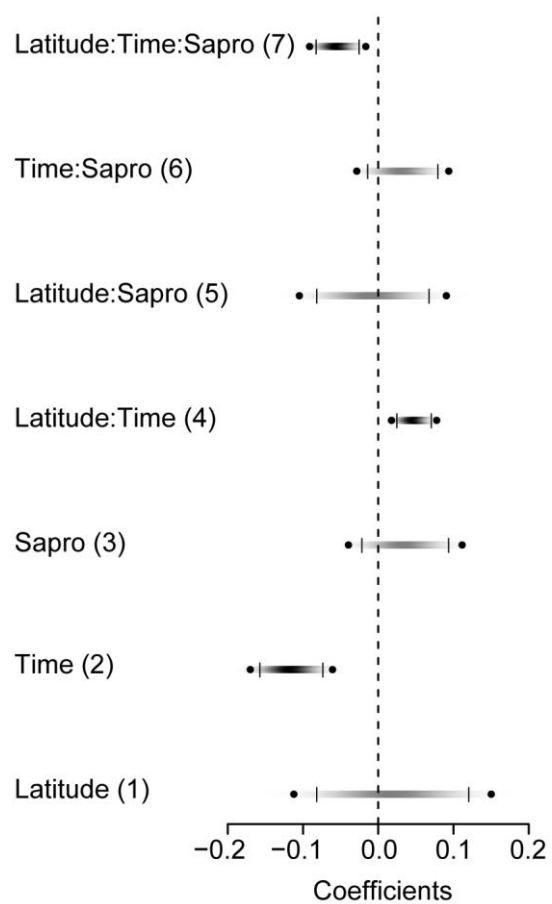 Latitude:Time:Sapro (7)
Time:Sapro (6)
Latitude:Sapro (5)
Latitude:Time (4)
Sapro (3)
Time (2)
Latitude (1)
−0.2 −0.1 0.0 0.1 0.2
Coefficients